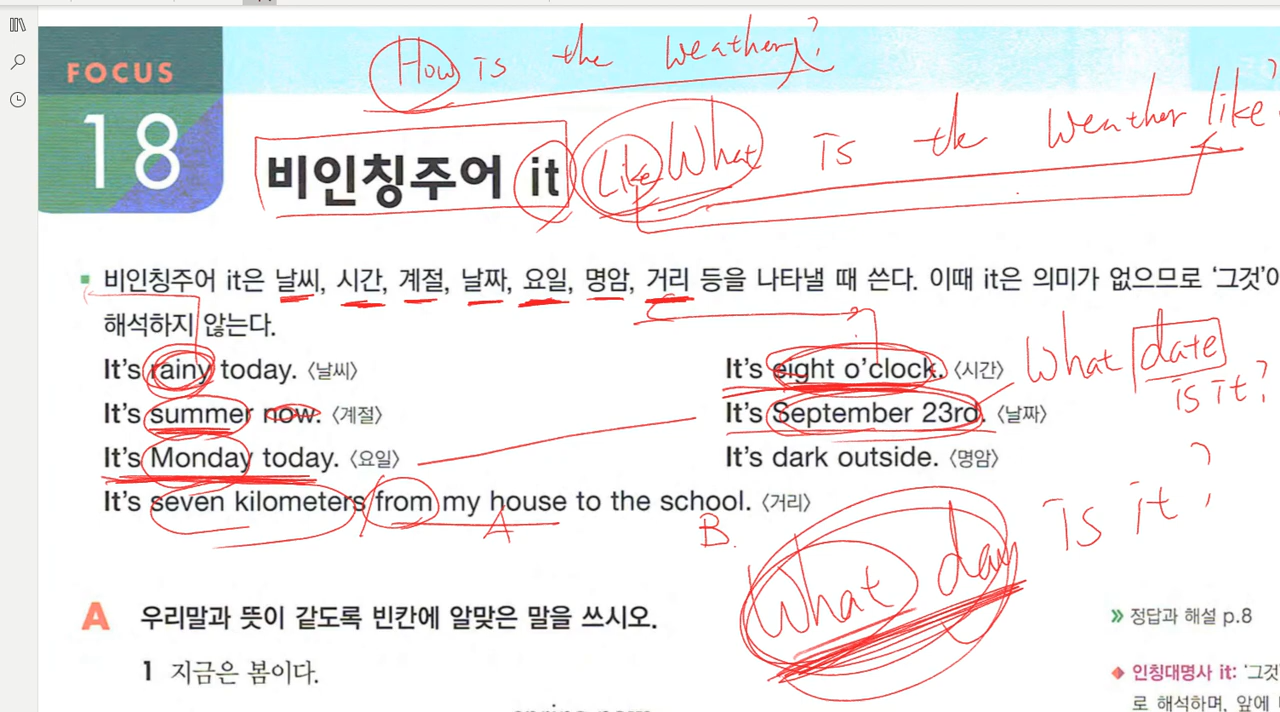 How is the weather?
FOCUS
18
비인칭주어 it
Like What is the weather like?
비인칭주어 it은 날씨, 시간, 계절, 날짜, 요일, 명암, 거리 등을 나타낼 때 쓴다. 이때 it은 의미가 없으므로 ‘그것’이
해석하지 않는다.
It’s rainy today. 〈날씨〉
It’s eight o’clock. 〈시간〉
What date is it?
It’s summer now. 〈계절〉
It’s September 23rd. 〈날짜〉
It’s Monday today. 〈요일〉
It’s dark outside. 〈명암〉
It’s seven kilometers from my house to the school. 〈거리〉
A
B.
What day is it?
A 우리말과 뜻이 같도록 빈칸에 알맞은 말을 쓰시오.
» 정답과 해설 p.8
1 지금은 봄이다.
인칭대명사 it: ‘그것
로 해석하며, 앞에